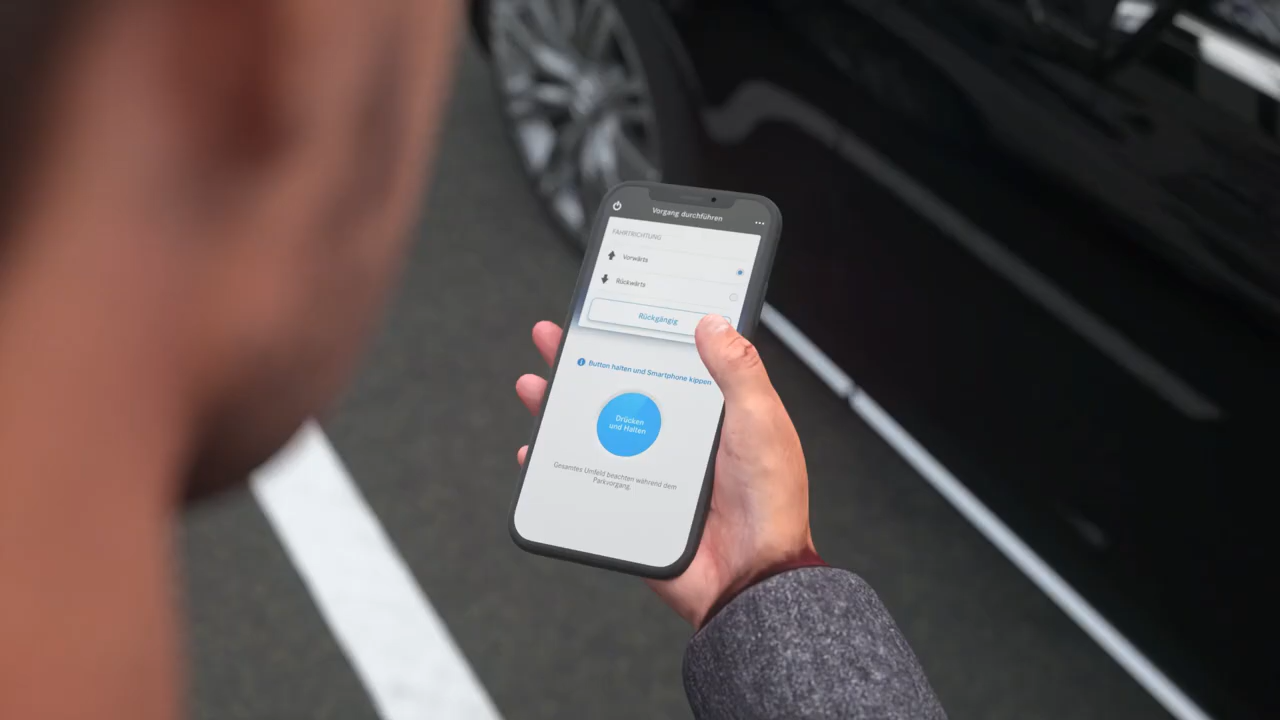 Vorgang durchführen
FAHRTRICHTUNG
Vorwärts
Rückwärts
Rückgängig
Button halten und Smartphone kippen
Drücken
und Halten
Gesamtes Umfeld beachten während dem
Parkvorgang.